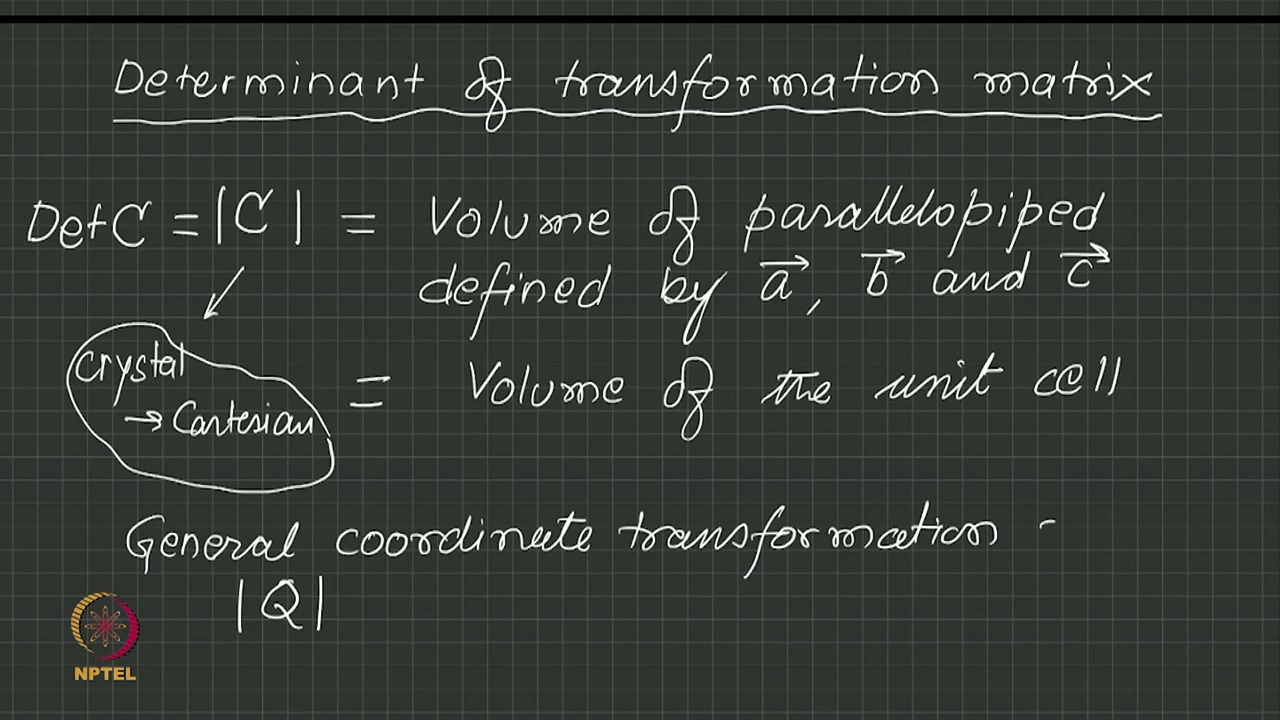 Determinant of transformation matrix
Det C = |C| = Volume of parallelopiped
defined by a⃗, b⃗ and c⃗
Crystal
→ Cartesian
= Volume of the unit cell
General coordinate transformation
|Q|
NPTEL